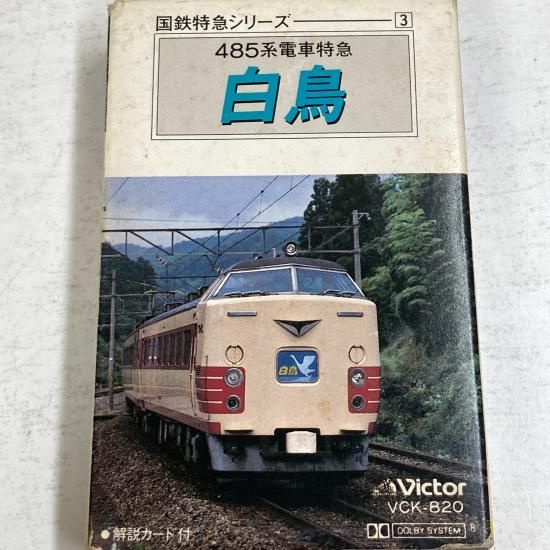 国鉄特急シリーズ 3
485系電車特急
白鳥
白鳥
Victor
VCK-820
DOLBY SYSTEM ®
●解説カード付